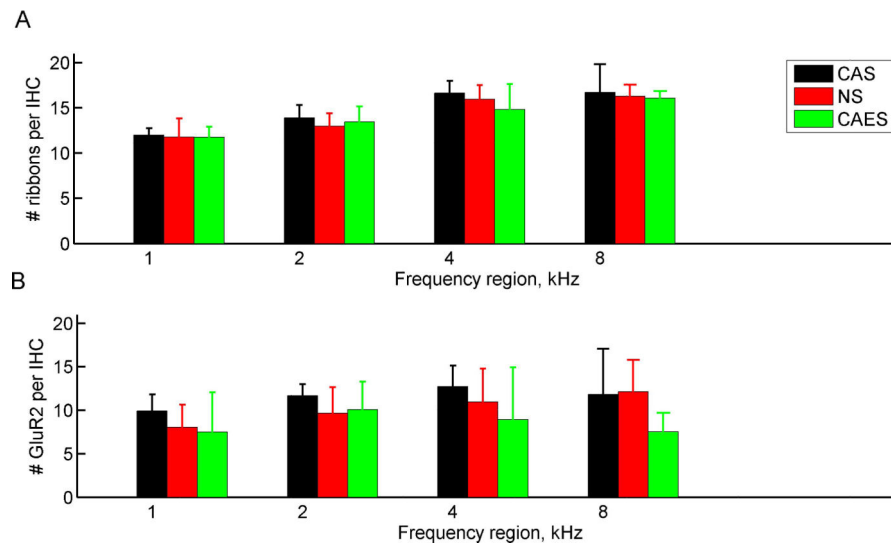 A
# ribbons per IHC
20
15
10
5
0
CAS
NS
CAES
1
2
4
8
Frequency region, kHz
B
# GluR2 per IHC
20
15
10
5
0
1
2
4
8
Frequency region, kHz